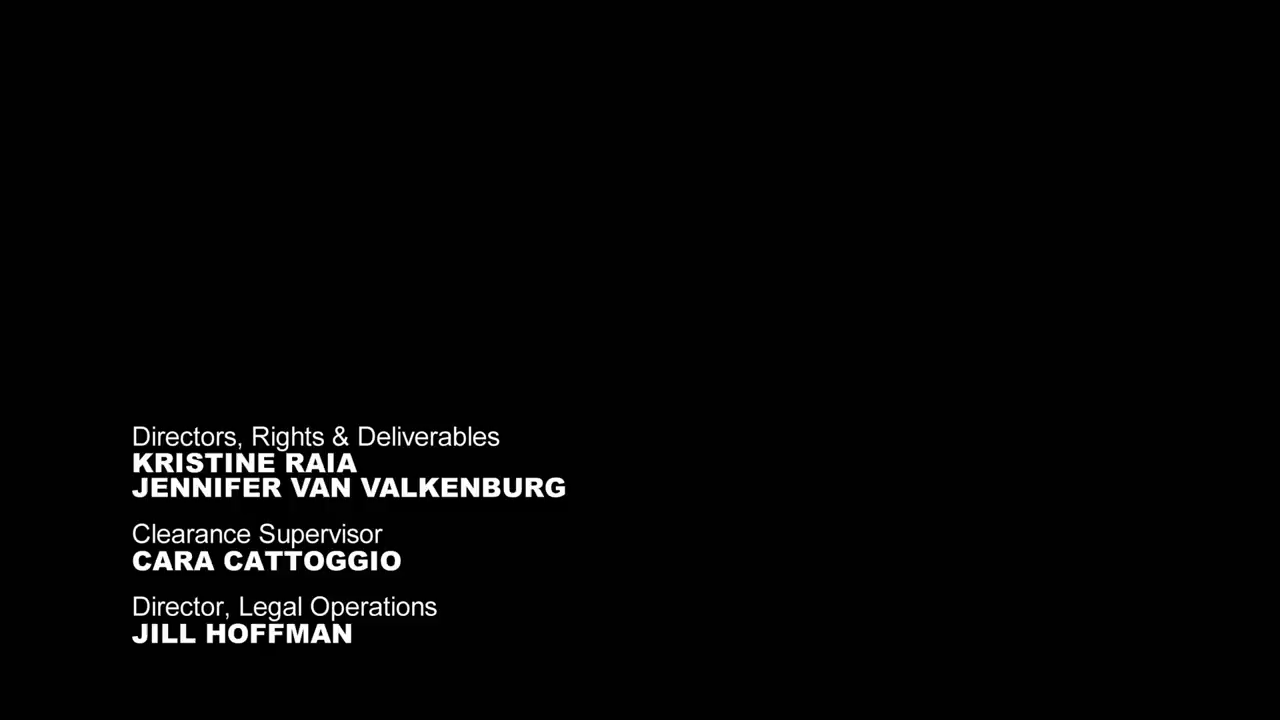 Directors, Rights & Deliverables
KRISTINE RAIA
JENNIFER VAN VALKENBURG
Clearance Supervisor
CARA CATTOGGIO
Director, Legal Operations
JILL HOFFMAN